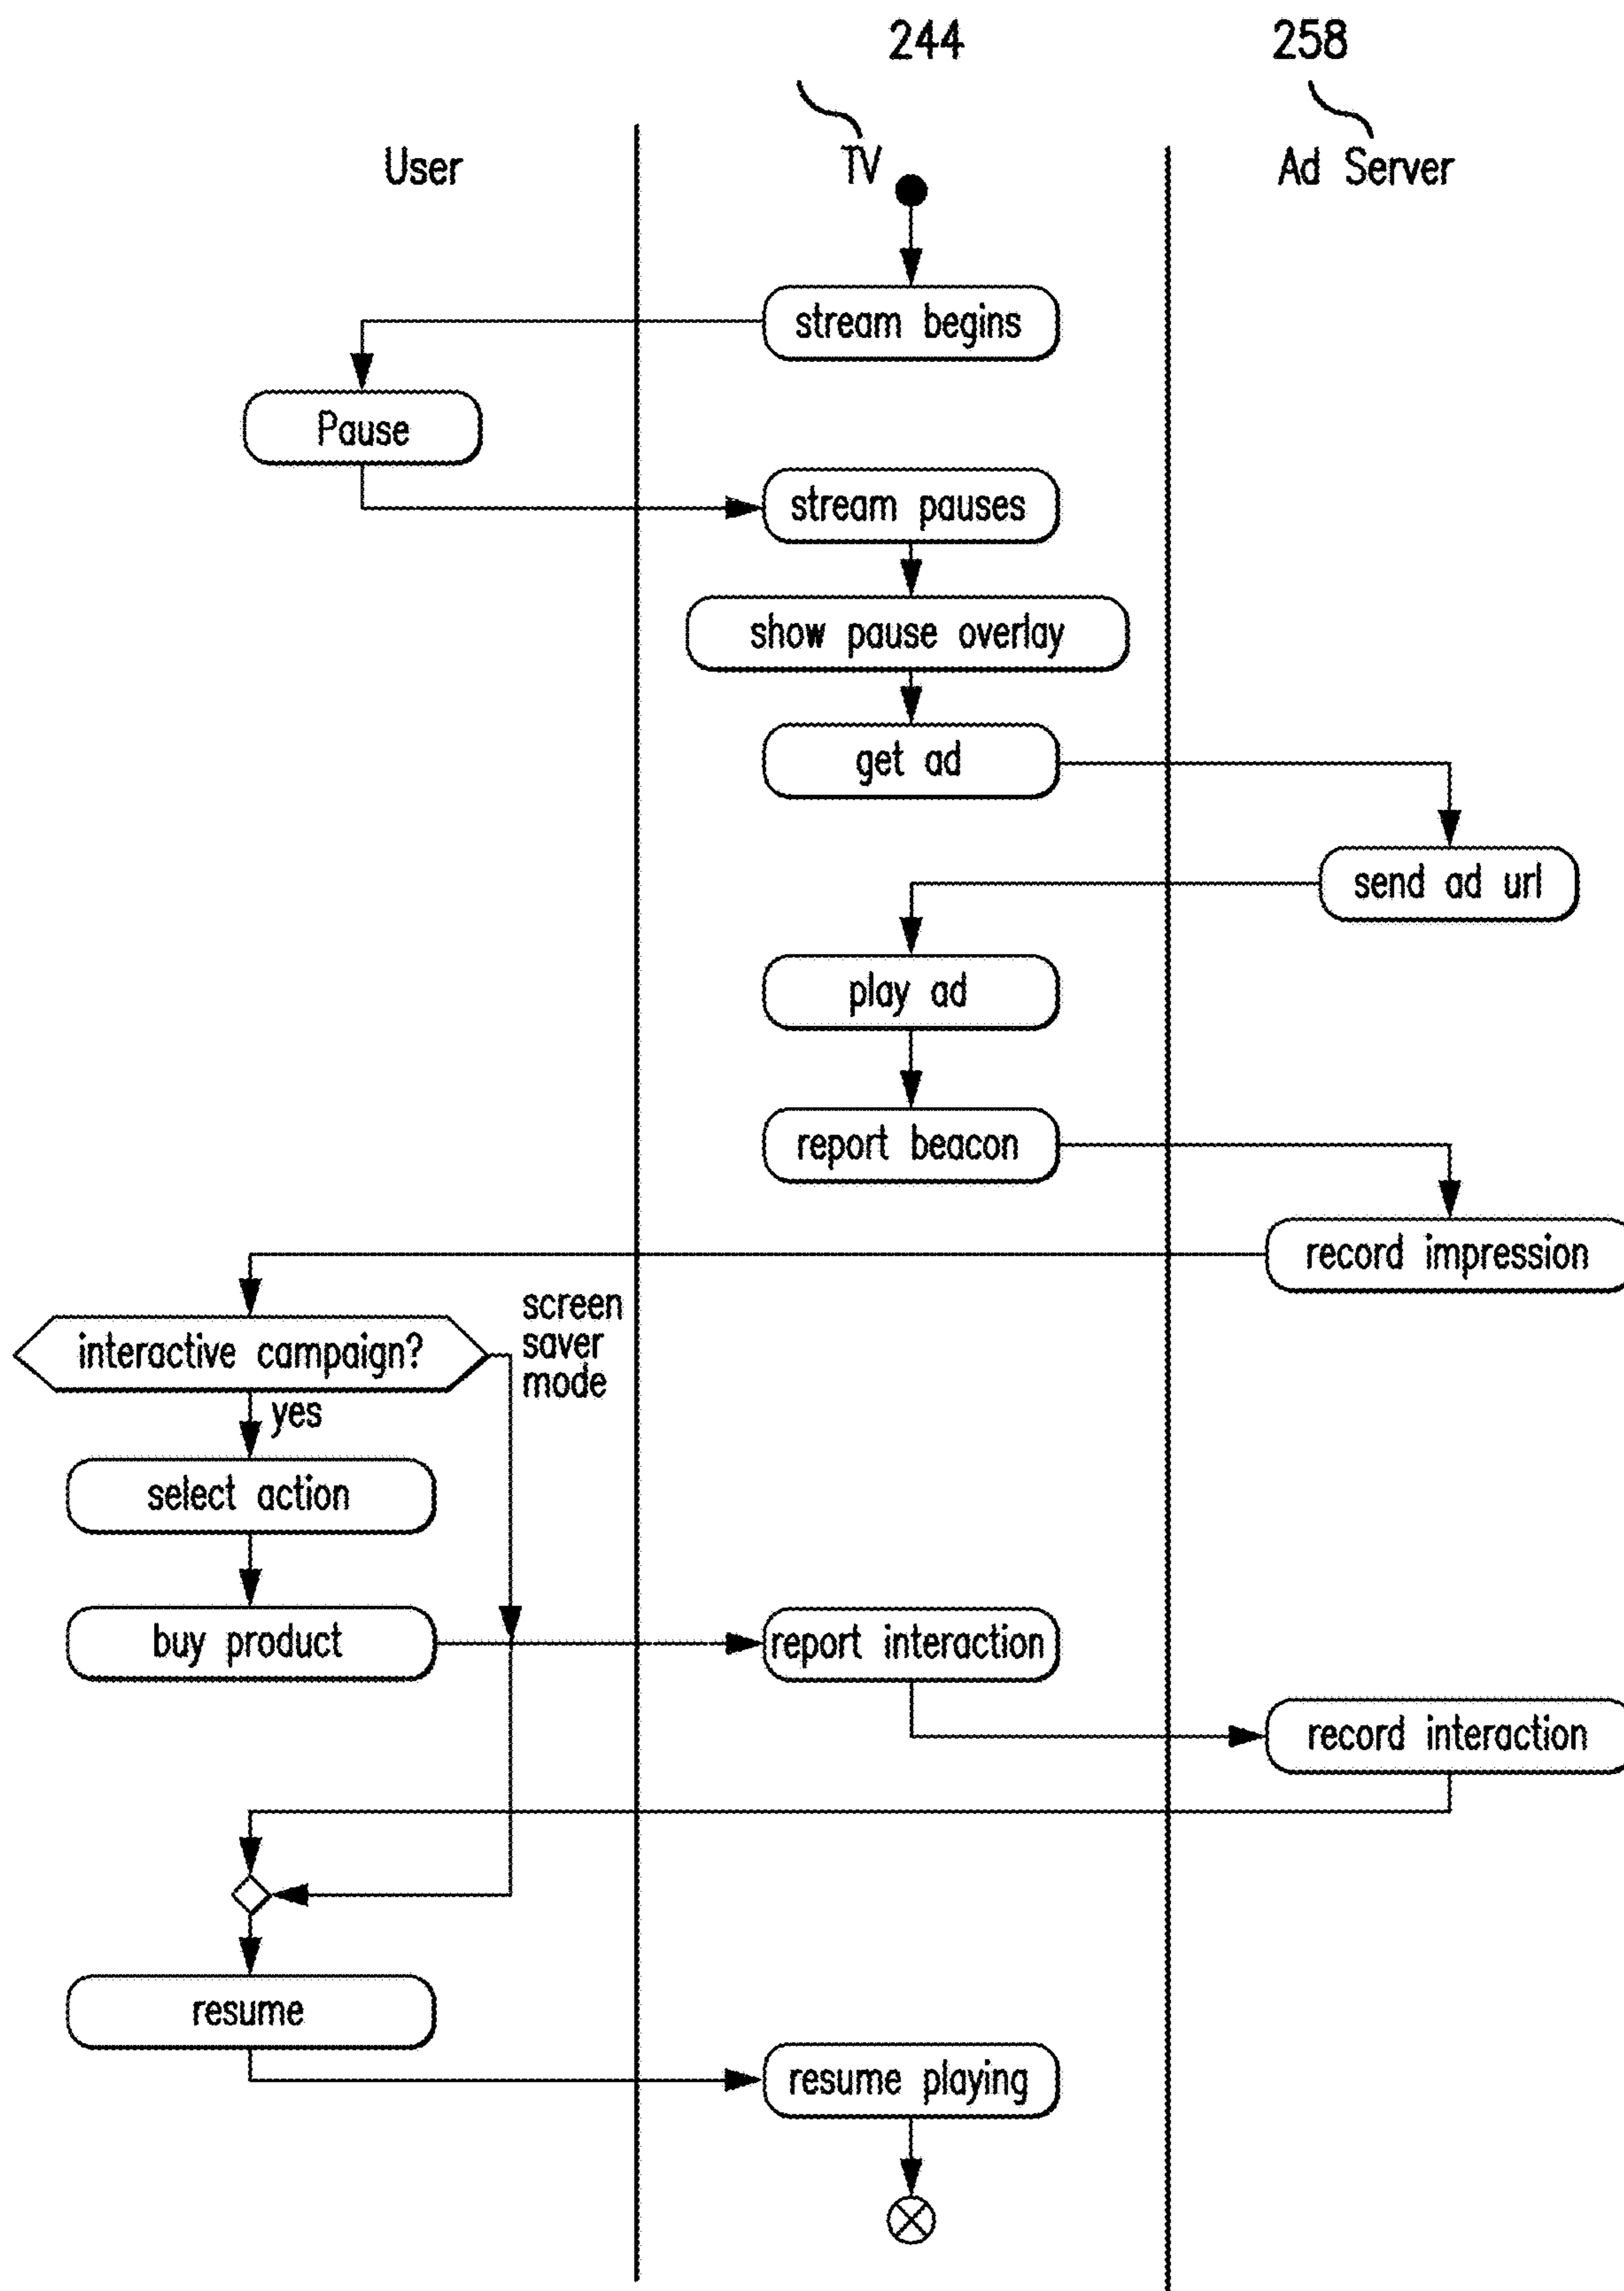 244
258
User
TV
Ad Server
stream begins
Pause
stream pauses
show pause overlay
get ad
send ad url
play ad
report beacon
record impression
interactive campaign?
screen
saver
mode
yes
select action
buy product
report interaction
record interaction
resume
resume playing